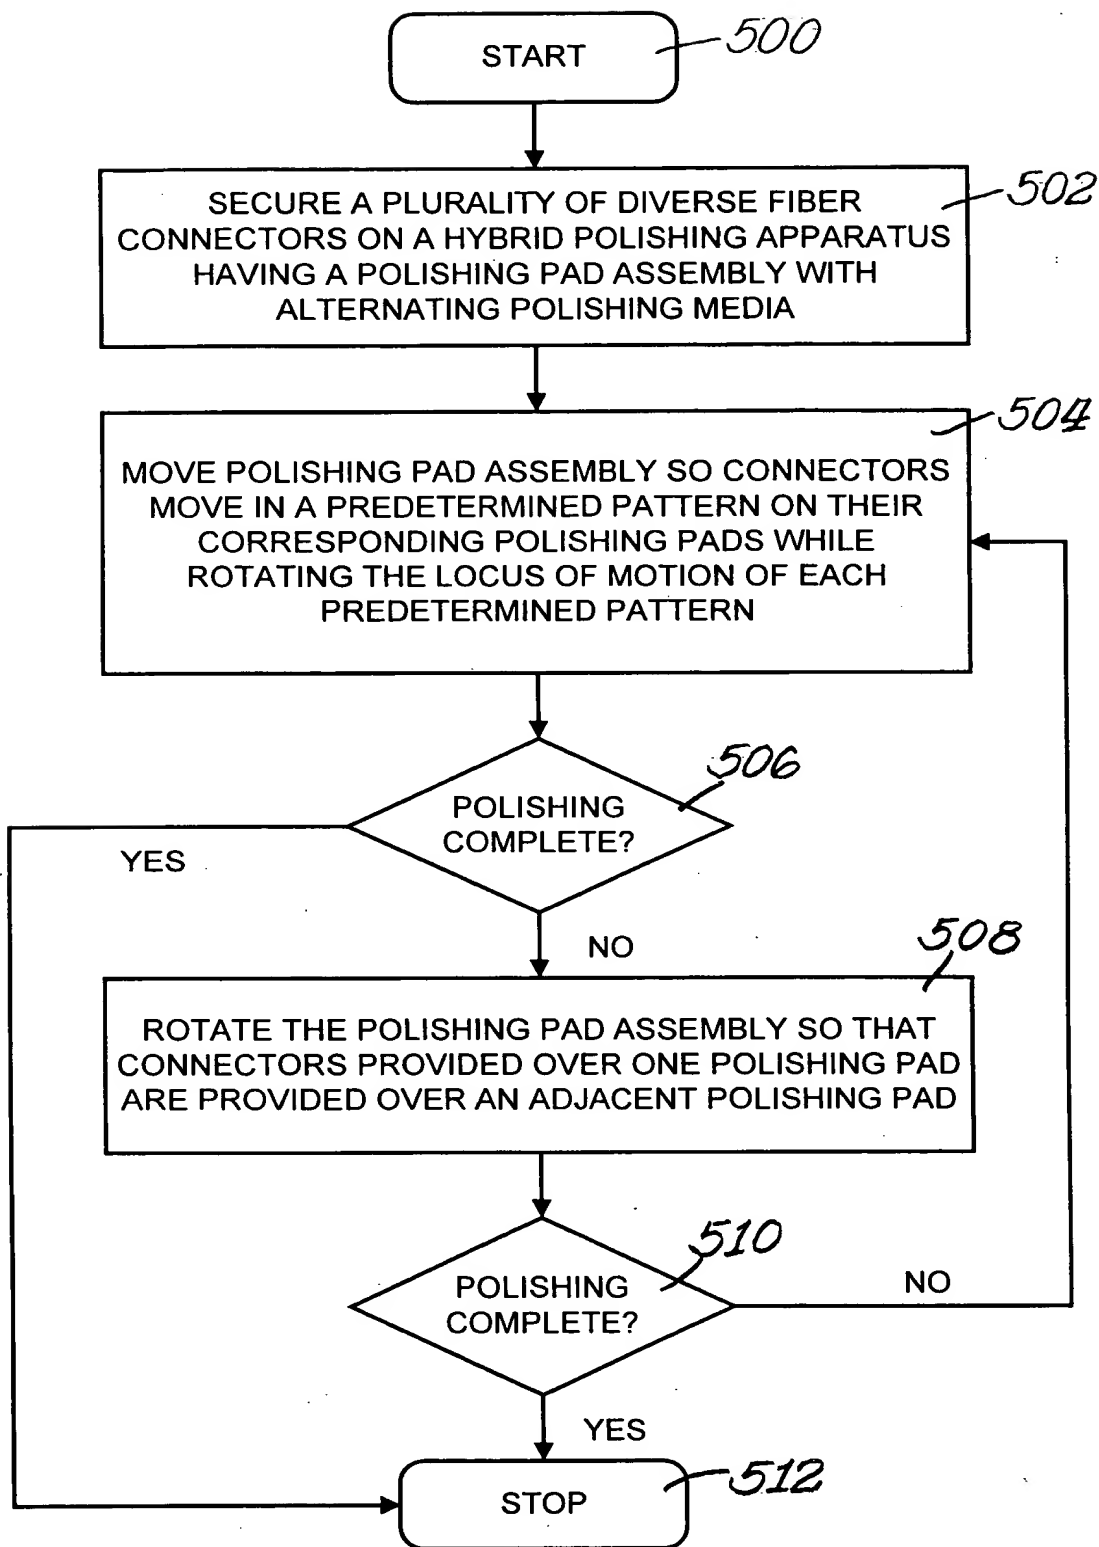 START
500
502
SECURE A PLURALITY OF DIVERSE FIBER
CONNECTORS ON A HYBRID POLISHING APPARATUS
HAVING A POLISHING PAD ASSEMBLY WITH
ALTERNATING POLISHING MEDIA
504
MOVE POLISHING PAD ASSEMBLY SO CONNECTORS
MOVE IN A PREDETERMINED PATTERN ON THEIR
CORRESPONDING POLISHING PADS WHILE
ROTATING THE LOCUS OF MOTION OF EACH
PREDETERMINED PATTERN
506
POLISHING
COMPLETE?
YES
NO
508
ROTATE THE POLISHING PAD ASSEMBLY SO THAT
CONNECTORS PROVIDED OVER ONE POLISHING PAD
ARE PROVIDED OVER AN ADJACENT POLISHING PAD
510
POLISHING
COMPLETE?
NO
YES
STOP
512